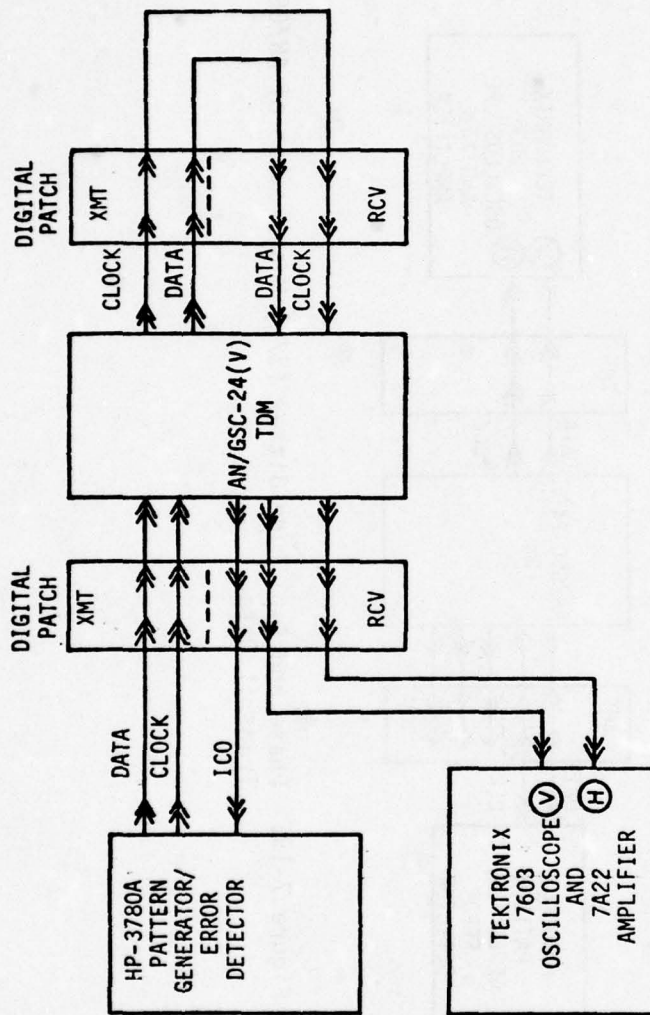 DIGITAL
PATCH
XMT
RCV
CLOCK
DATA
DATA
CLOCK
AN/GSC-24(V)
TDM
DIGITAL
PATCH
XMT
RCV
DATA
CLOCK
ICO
HP-3780A
PATTERN
GENERATOR/
ERROR
DETECTOR
TEKTRONIX
7603
OSCILLOSCOPE
AND
7A22
AMPLIFIER
V
H